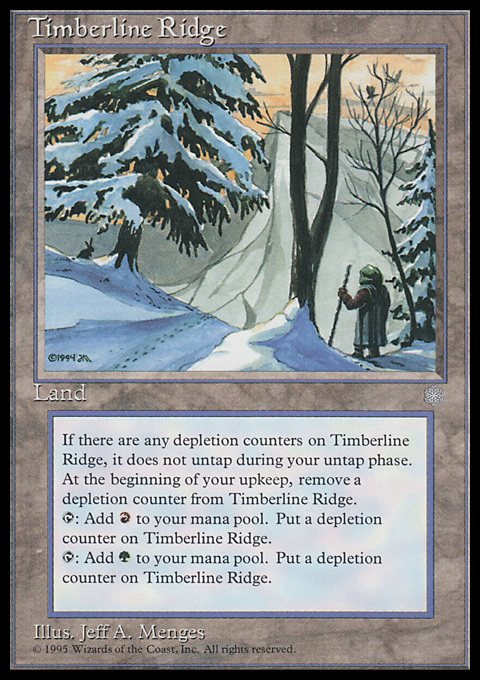 Timberline Ridge
©1994 JAM
Land
If there are any depletion counters on Timberline
Ridge, it does not untap during your untap phase.
At the beginning of your upkeep, remove a
depletion counter from Timberline Ridge.
: Add to your mana pool. Put a depletion
counter on Timberline Ridge.
: Add to your mana pool. Put a depletion
counter on Timberline Ridge.
Illus. Jeff A. Menges
© 1995 Wizards of the Coast, Inc. All rights reserved.